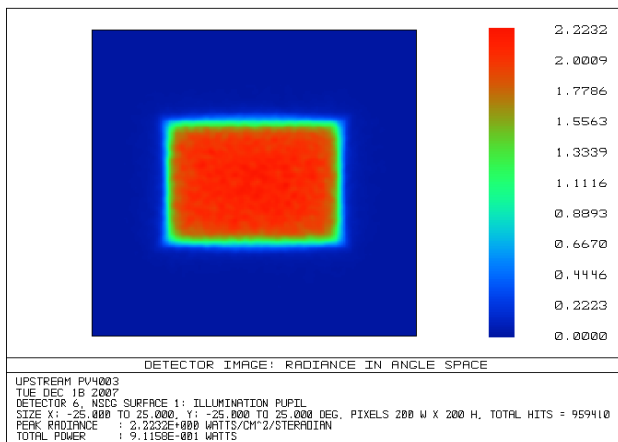 2.2232
2.0009
1.7786
1.5563
1.3339
1.1116
0.8893
0.6670
0.4446
0.2223
0.0000
DETECTOR IMAGE: RADIANCE IN ANGLE SPACE
UPSTREAM PV4003
TUE DEC 18 2007
DETECTOR 6, NSCG SURFACE 1: ILLUMINATION PUPIL
SIZE X: -25.000 TO 25.000, Y: -25.000 TO 25.000 DEG, PIXELS 200 W X 200 H, TOTAL HITS = 959410
PEAK RADIANCE : 2.2232E+000 WATTS/CM^2/STERADIAN
TOTAL POWER : 9.1158E-001 WATTS